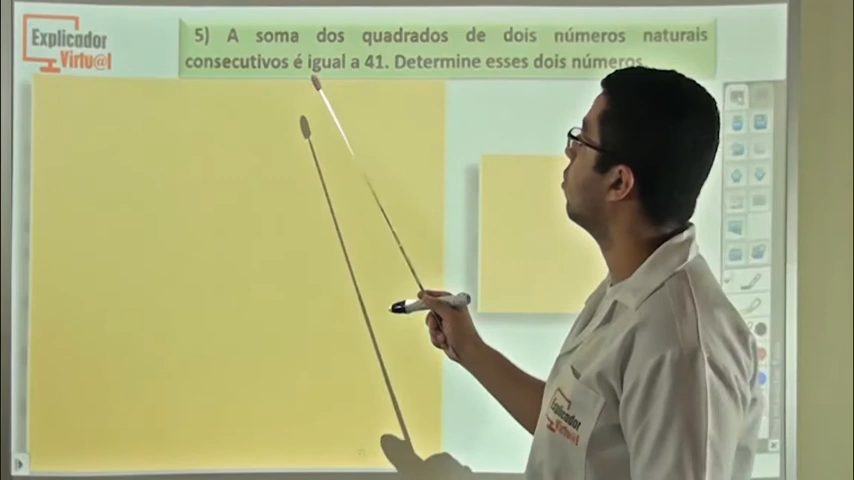 Explicador
Virtu@l
5) A soma dos quadrados de dois números naturais
consecutivos é igual a 41. Determine esses dois números.
Explicador
Virtu@l